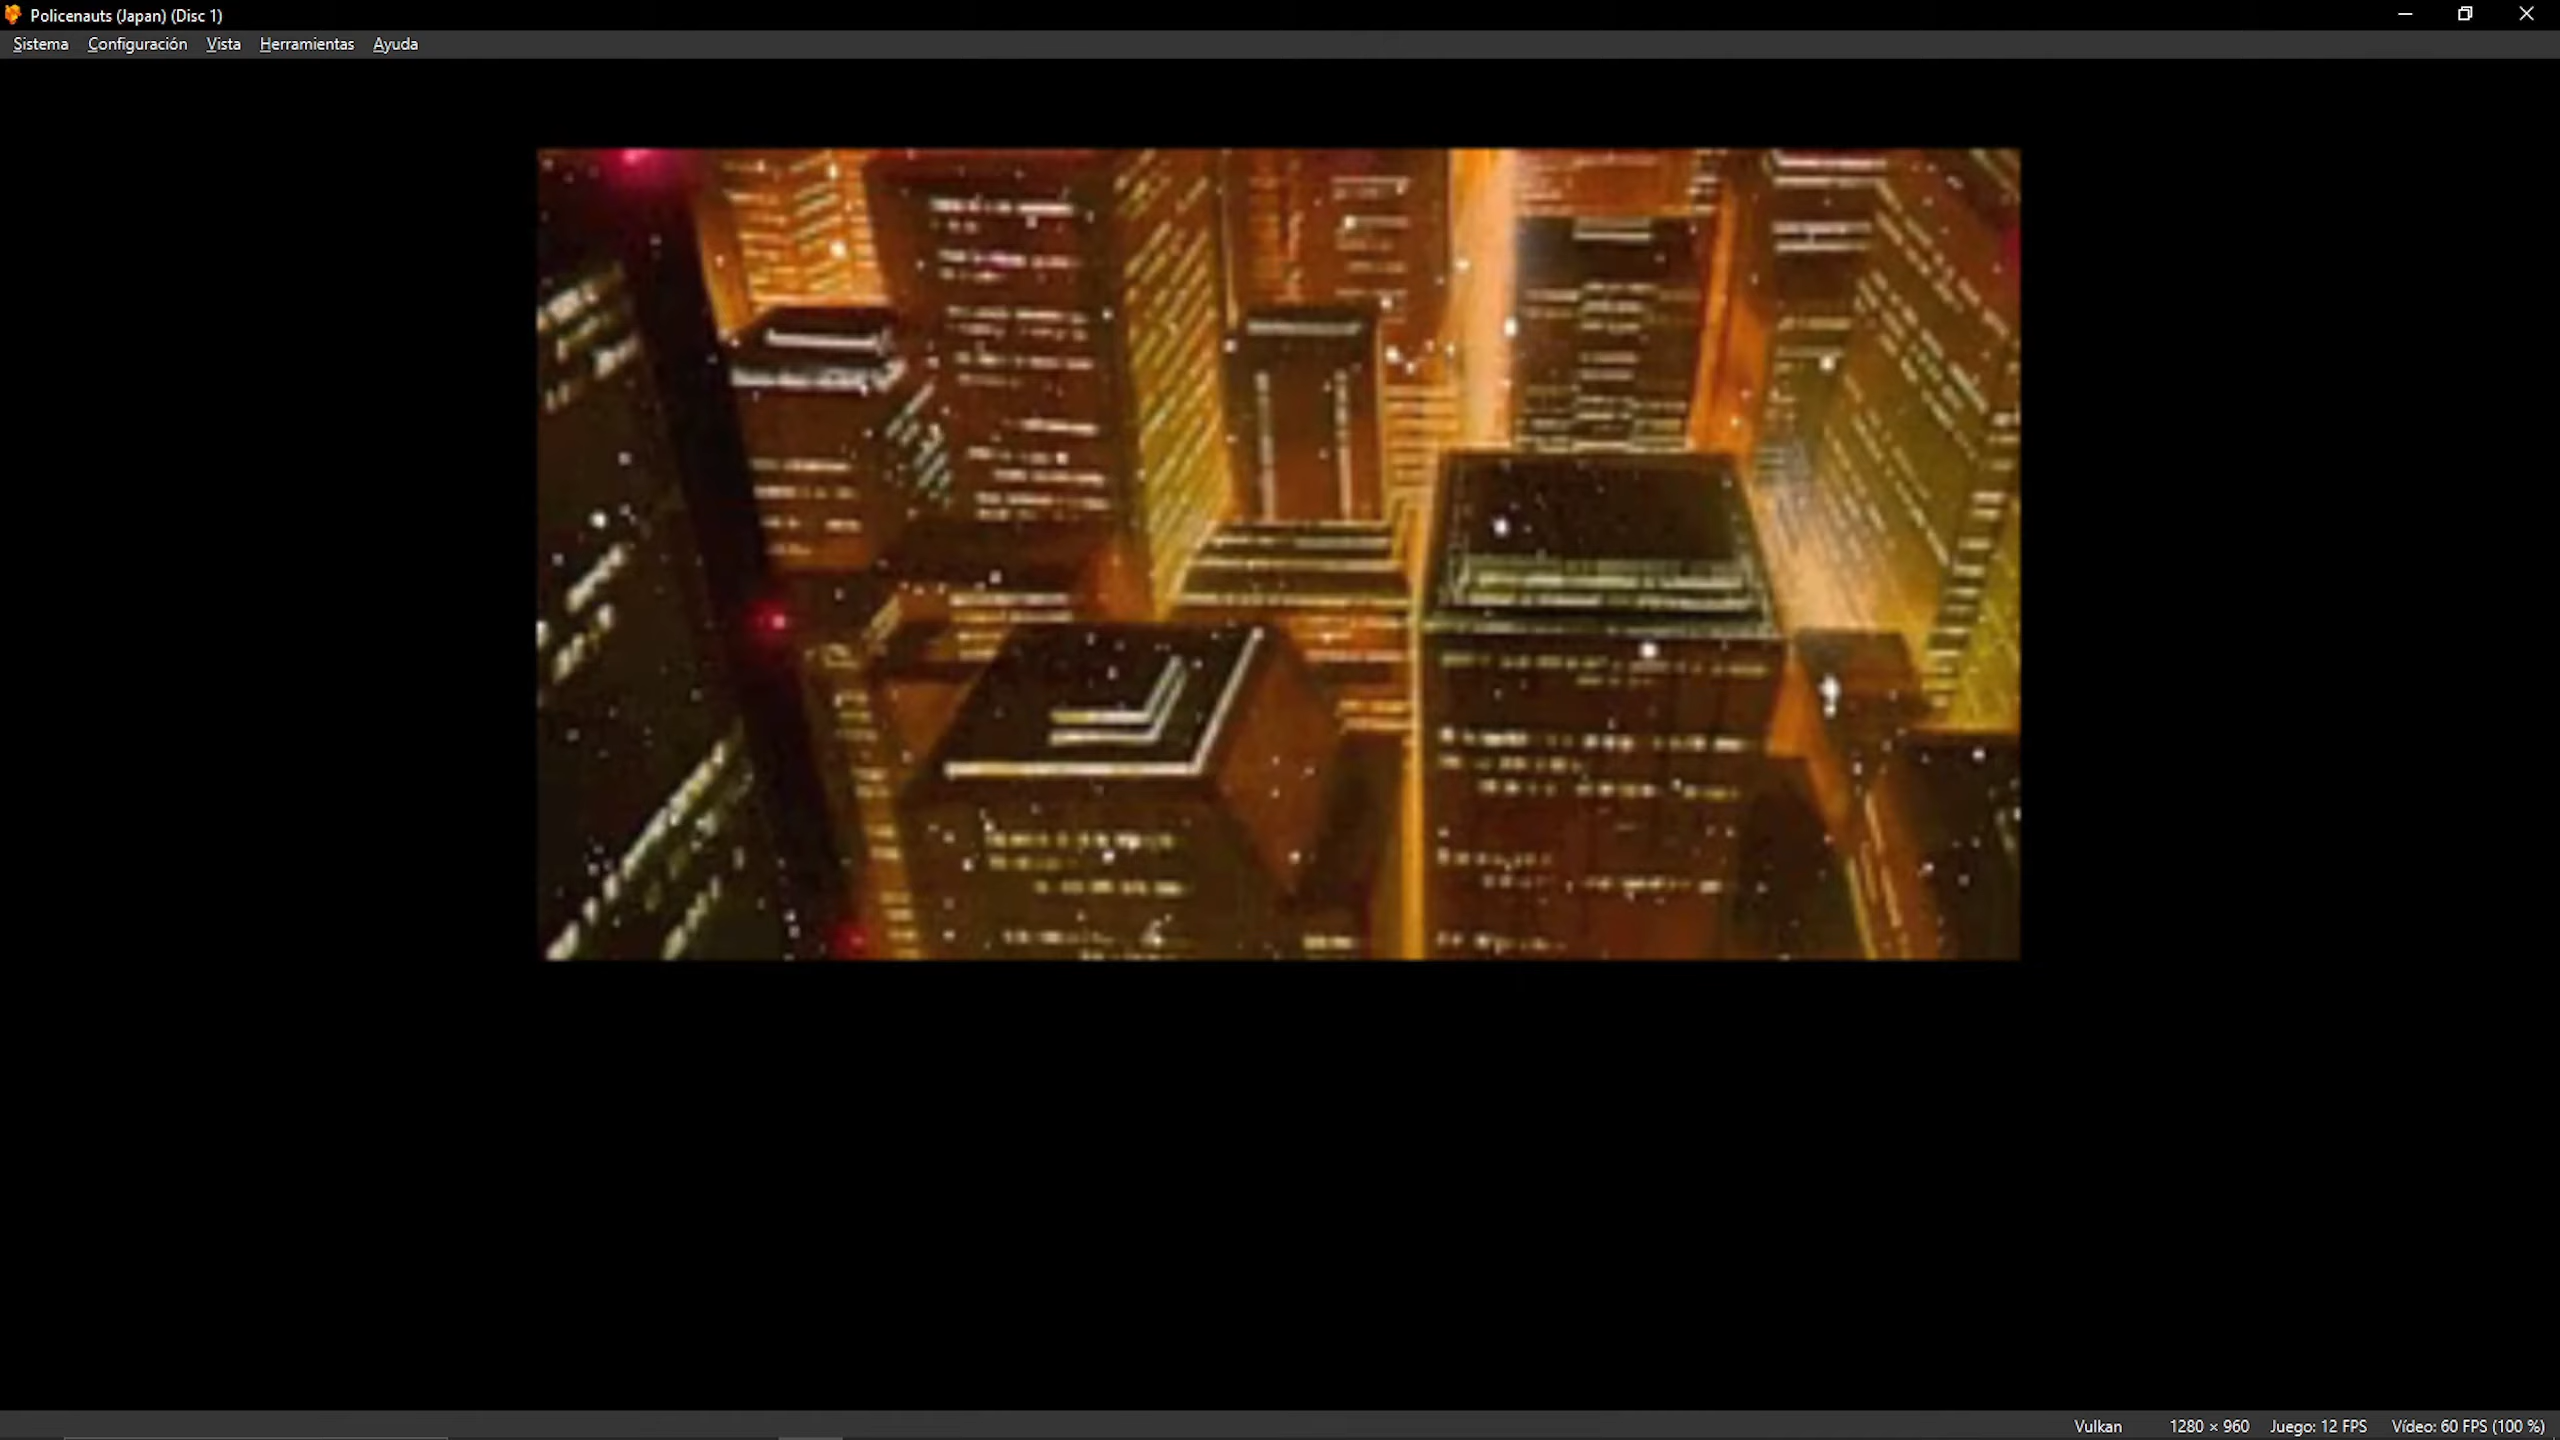 Policenauts (Japan) (Disc 1)
Sistema Configuración Vista Herramientas Ayuda
Vulkan 1280 × 960 Juego: 12 FPS Vídeo: 60 FPS (100 %)